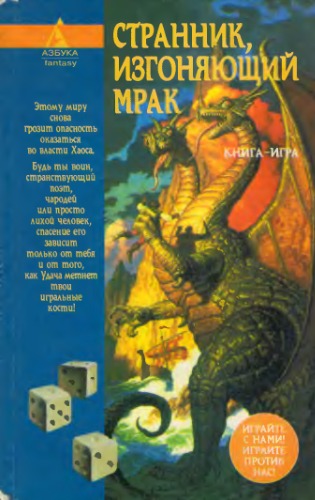 АЗБУКА
fantasy
СТРАННИК,
ИЗГОНЯЮЩИЙ
МРАК
КНИГА-ИГРА
Этому миру
снова
грозит опасность
оказаться
во власти Хаоса.
Будь ты воин,
странствующий
поэт,
чародей
или просто
лихой человек,
спасение его
зависит
только от тебя
и от того,
как Удача метнет
твои
игральные
кости!
ИГРАЙТЕ
С НАМИ!
ИГРАЙТЕ
ПРОТИВ
НАС!